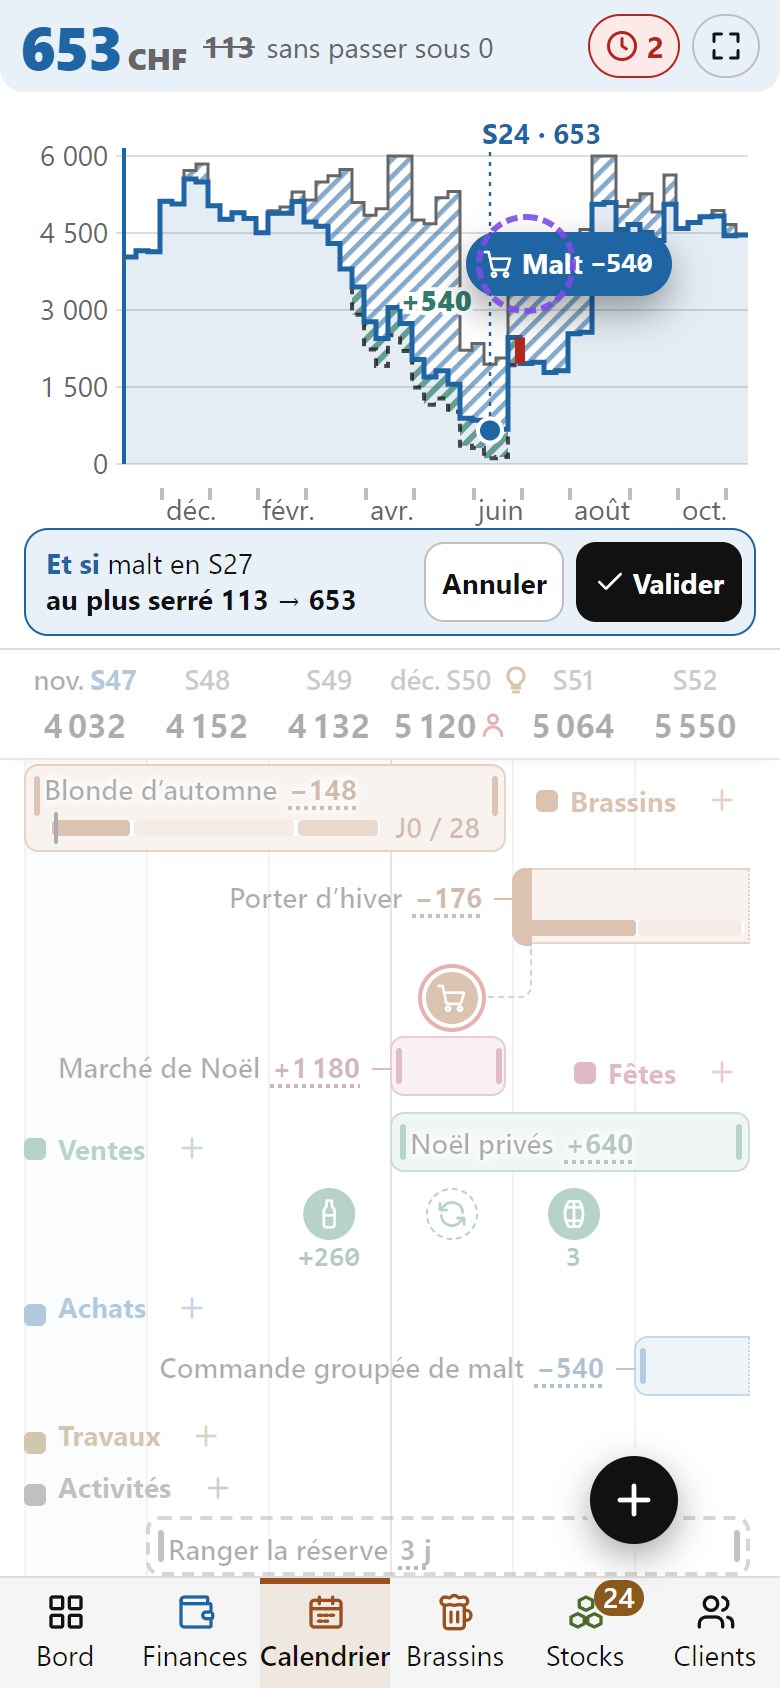 653 CHF 113 sans passer sous 0
2
S24 · 653
6 000
4 500
3 000
1 500
0
Malt −540
+540
déc. févr. avr. juin août oct.
Et si malt en S27
au plus serré 113 → 653
Annuler
Valider
nov. S47 S48 S49 déc. S50 S51 S52
4 032 4 152 4 132 5 120 5 064 5 550
Blonde d’automne −148
J0 / 28
Brassins
Porter d’hiver −176
Marché de Noël +1 180
Fêtes
Ventes
Noël privés +640
+260
3
Achats
Commande groupée de malt −540
Travaux
Activités
Ranger la réserve 3 j
24
Bord Finances Calendrier Brassins Stocks Clients